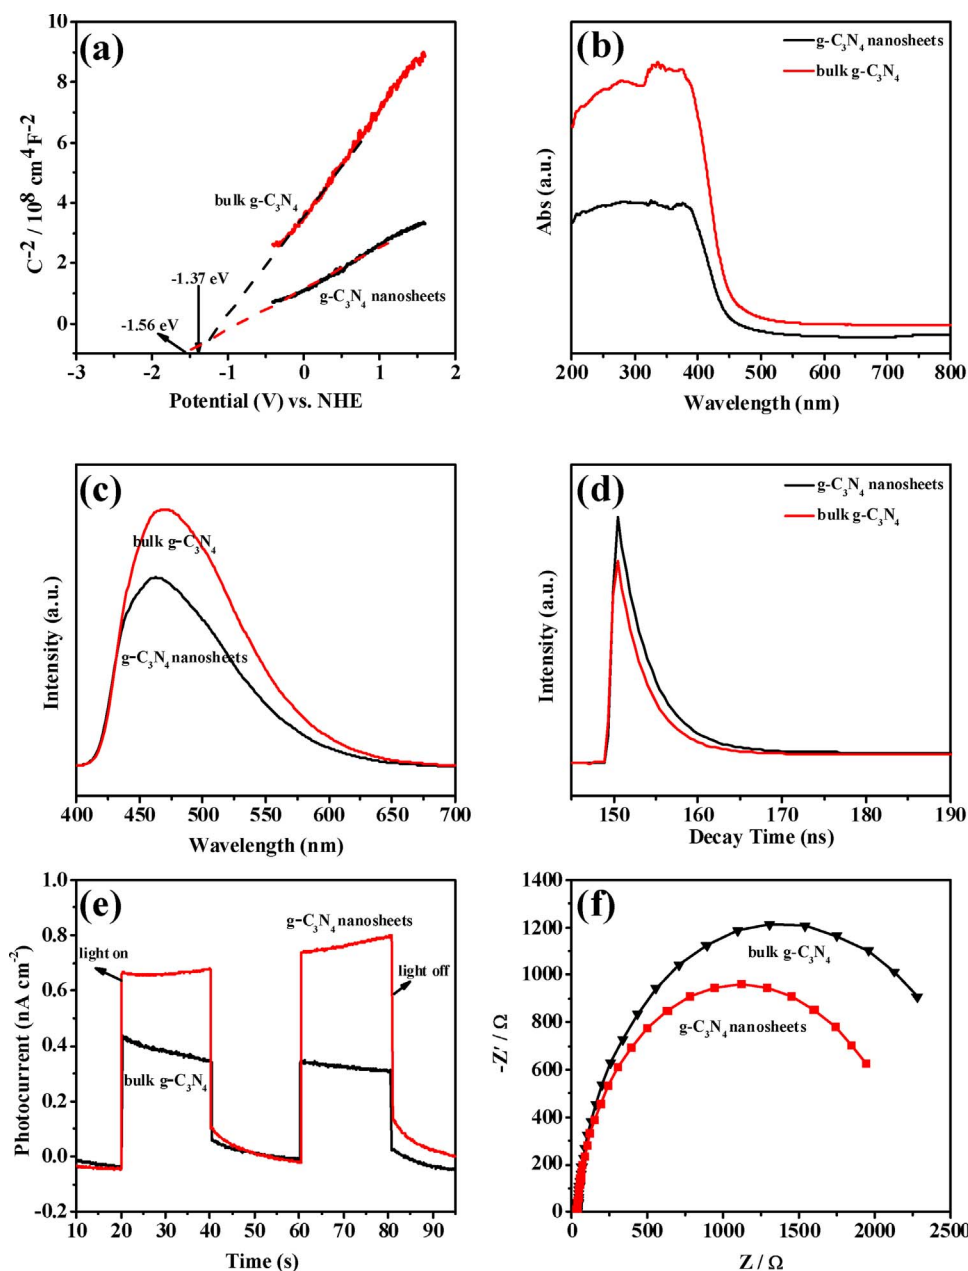 (a)
10
8
6
4
2
0
C⁻² / 10⁸ cm⁴ F⁻²
bulk g-C₃N₄
g-C₃N₄ nanosheets
-1.37 eV
-1.56 eV
-3 -2 -1 0 1 2
Potential (V) vs. NHE
(b)
g-C₃N₄ nanosheets
bulk g-C₃N₄
Abs (a.u.)
200 300 400 500 600 700 800
Wavelength (nm)
(c)
bulk g-C₃N₄
g-C₃N₄ nanosheets
Intensity (a.u.)
400 450 500 550 600 650 700
Wavelength (nm)
(d)
g-C₃N₄ nanosheets
bulk g-C₃N₄
Intensity (a.u.)
150 160 170 180 190
Decay Time (ns)
(e)
1.0
0.8
0.6
0.4
0.2
0.0
-0.2
Photocurrent (nA cm⁻²)
g-C₃N₄ nanosheets
light on
light off
bulk g-C₃N₄
10 20 30 40 50 60 70 80 90
Time (s)
(f)
1400
1200
1000
800
600
400
200
0
-Z' / Ω
bulk g-C₃N₄
g-C₃N₄ nanosheets
0 500 1000 1500 2000 2500
Z / Ω